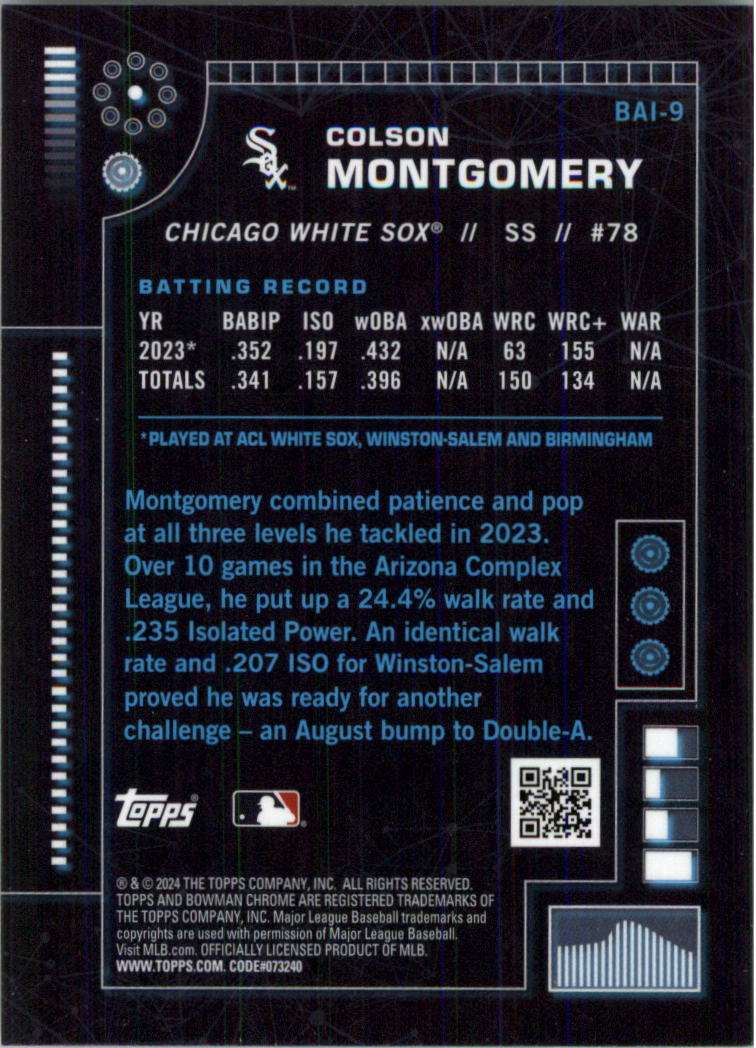 BAI-9
Sox™
COLSON
MONTGOMERY
CHICAGO WHITE SOX® // SS // #78
BATTING RECORD
YR BABIP ISO wOBA xwOBA WRC WRC+ WAR
2023* .352 .197 .432 N/A 63 155 N/A
TOTALS .341 .157 .396 N/A 150 134 N/A
*PLAYED AT ACL WHITE SOX, WINSTON-SALEM AND BIRMINGHAM
Montgomery combined patience and pop
at all three levels he tackled in 2023.
Over 10 games in the Arizona Complex
League, he put up a 24.4% walk rate and
.235 Isolated Power. An identical walk
rate and .207 ISO for Winston-Salem
proved he was ready for another
challenge – an August bump to Double-A.
topps®
®
® & © 2024 THE TOPPS COMPANY, INC. ALL RIGHTS RESERVED.
TOPPS AND BOWMAN CHROME ARE REGISTERED TRADEMARKS OF
THE TOPPS COMPANY, INC. Major League Baseball trademarks and
copyrights are used with permission of Major League Baseball.
Visit MLB.com. OFFICIALLY LICENSED PRODUCT OF MLB.
WWW.TOPPS.COM. CODE#073240